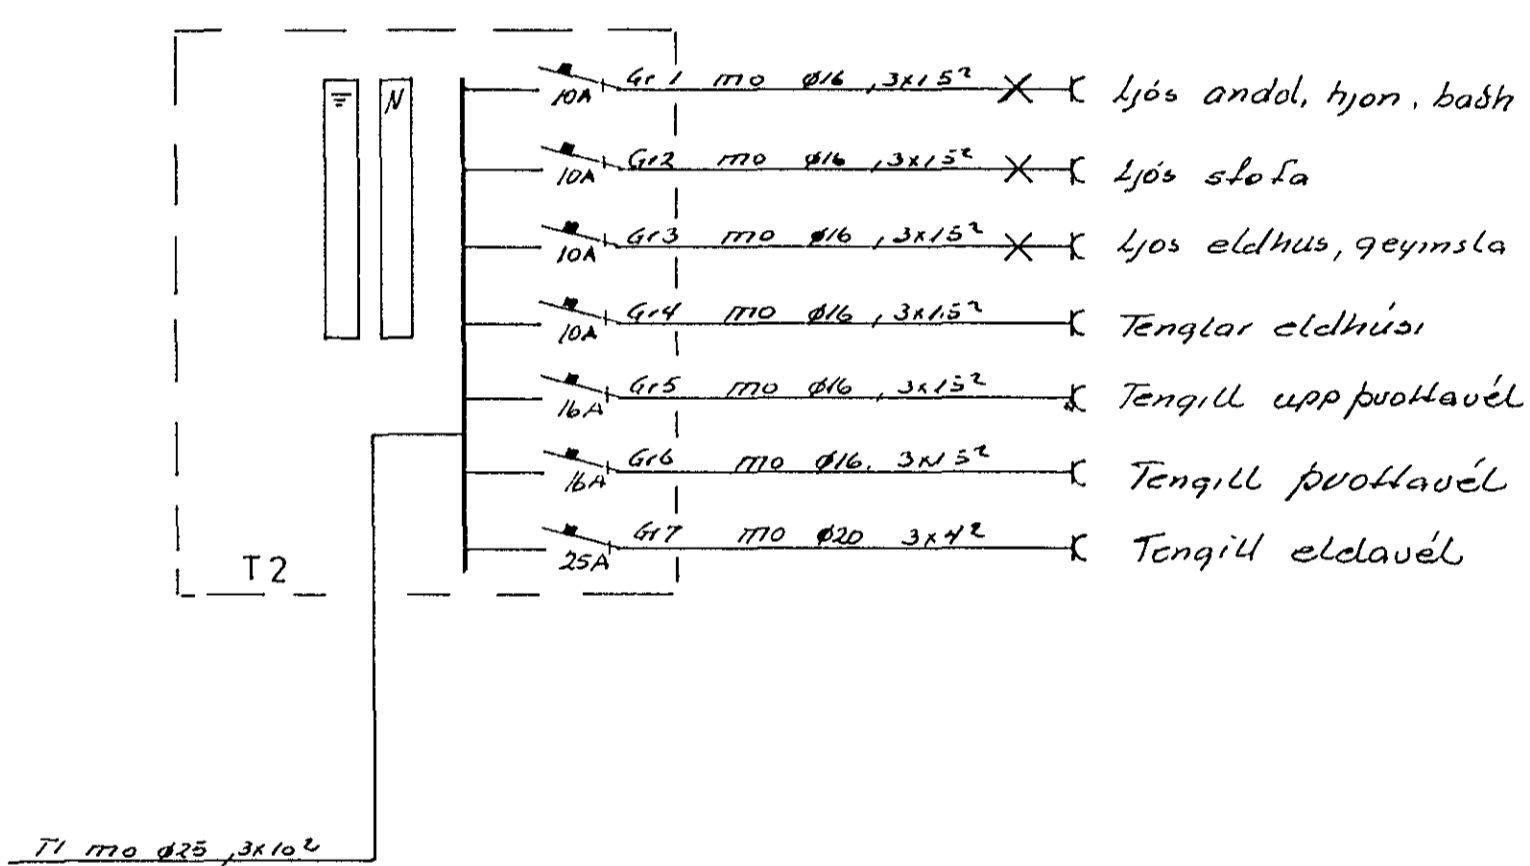 N
Gr 1 mo ø16, 3x1,5² Ljós andd, hjon, baðh
10A
Gr2 mo ø16, 3x1,5² Ljós stofa
10A
Gr3 mo ø16, 3x1,5² Ljos eldhus, geymsla
10A
Gr4 mo ø16, 3x1.5² Tenglar eldhúsi
10A
Gr5 mo ø16, 3x1,5² Tengill uppþvottavél
16A
Gr6 mo ø16. 3x1,5² Tengill þvottavél
16A
Gr7 mo ø20 3x4² Tengill eldavél
25A
T2
T1 mo ø25, 3x10²